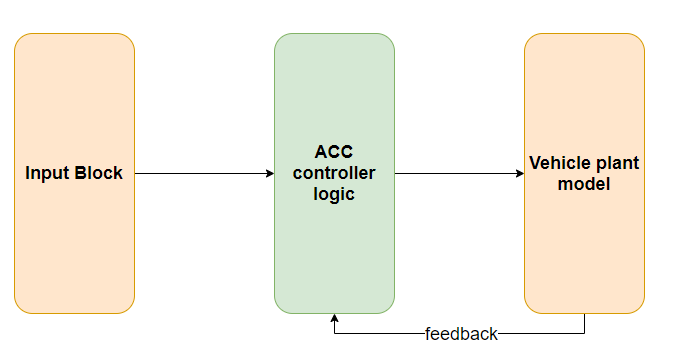 Input Block
ACC
controller
logic
Vehicle plant
model
feedback